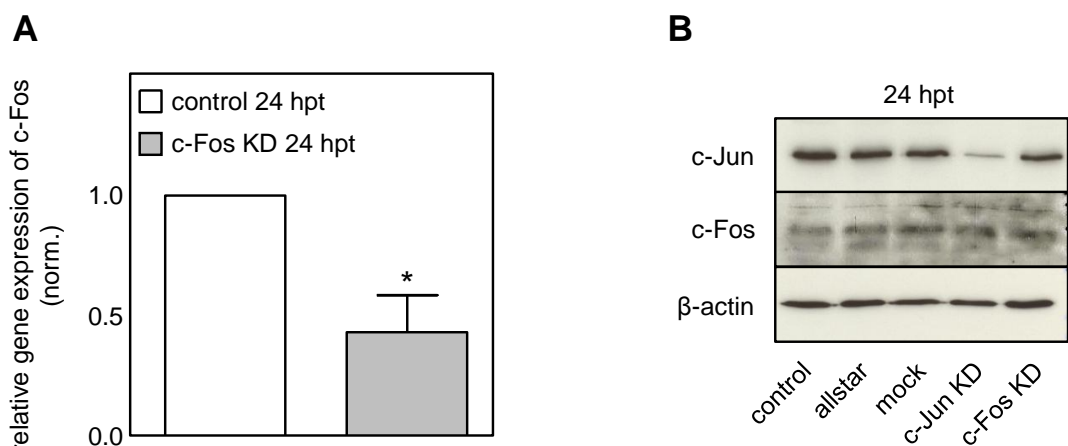 A
relative gene expression of c-Fos
(norm.)
control 24 hpt
c-Fos KD 24 hpt
1.0
0.5
0.0
*
B
24 hpt
c-Jun
c-Fos
β-actin
control
allstar
mock
c-Jun KD
c-Fos KD